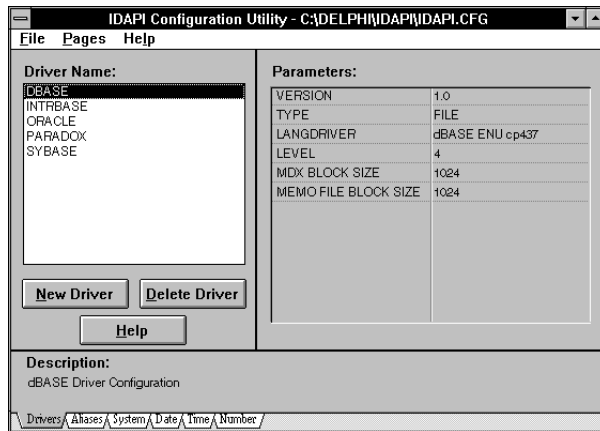 IDAPI Configuration Utility - C:\DELPHI\IDAPI\IDAPI.CFG
File Pages Help
Driver Name:
DBASE
INTRBASE
ORACLE
PARADOX
SYBASE
New Driver Delete Driver
Help
Parameters:
VERSION 1.0
TYPE FILE
LANGDRIVER dBASE ENU cp437
LEVEL 4
MDX BLOCK SIZE 1024
MEMO FILE BLOCK SIZE 1024
Description:
dBASE Driver Configuration
Drivers Aliases System Date Time Number